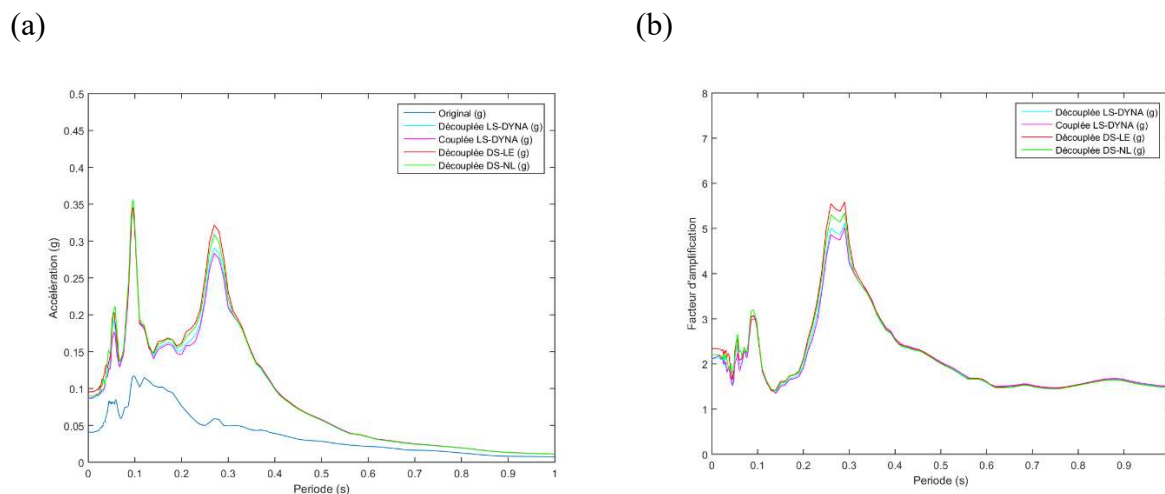 (a)
(b)
0.5
0.45
0.4
0.35
0.3
0.25
0.2
0.15
0.1
0.05
0
Accélération (g)
Original (g)
Découplée LS-DYNA (g)
Couplée LS-DYNA (g)
Découplée DS-LE (g)
Découplée DS-NL (g)
0 0.1 0.2 0.3 0.4 0.5 0.6 0.7 0.8 0.9 1
Periode (s)
8
7
6
5
4
3
2
1
0
Facteur d'amplification
Découplée LS-DYNA (g)
Couplée LS-DYNA (g)
Découplée DS-LE (g)
Découplée DS-NL (g)
0 0.1 0.2 0.3 0.4 0.5 0.6 0.7 0.8 0.9
Periode (s)